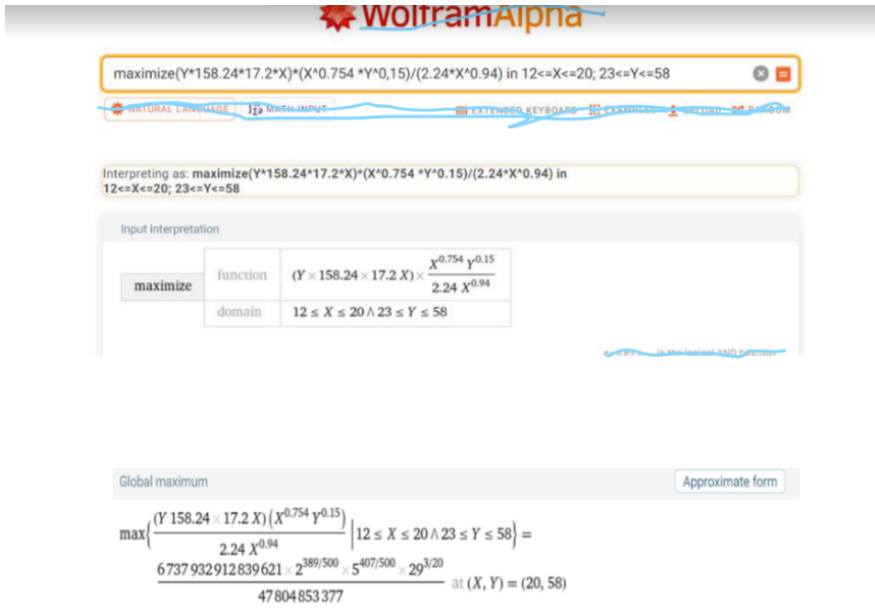 WolframAlpha
maximize(Y*158.24*17.2*X)*(X^0.754 *Y^0,15)/(2.24*X^0.94) in 12<=X<=20; 23<=Y<=58
NATURAL LANGUAGE MATH INPUT EXTENDED KEYBOARD EXAMPLES UPLOAD RANDOM
Interpreting as: maximize(Y*158.24*17.2*X)*(X^0.754 *Y^0.15)/(2.24*X^0.94) in
12<=X<=20; 23<=Y<=58
Input interpretation
maximize
function (Y × 158.24 × 17.2 X) × X^0.754 Y^0.15 / 2.24 X^0.94
domain 12 ≤ X ≤ 20 ∧ 23 ≤ Y ≤ 58
is the logical AND function
Global maximum Approximate form
max{(Y 158.24 × 17.2 X)(X^0.754 Y^0.15) / 2.24 X^0.94 | 12 ≤ X ≤ 20 ∧ 23 ≤ Y ≤ 58} =
6737932912839621 × 2^389/500 × 5^407/500 × 29^3/20 / 47804853377 at (X, Y) = (20, 58)